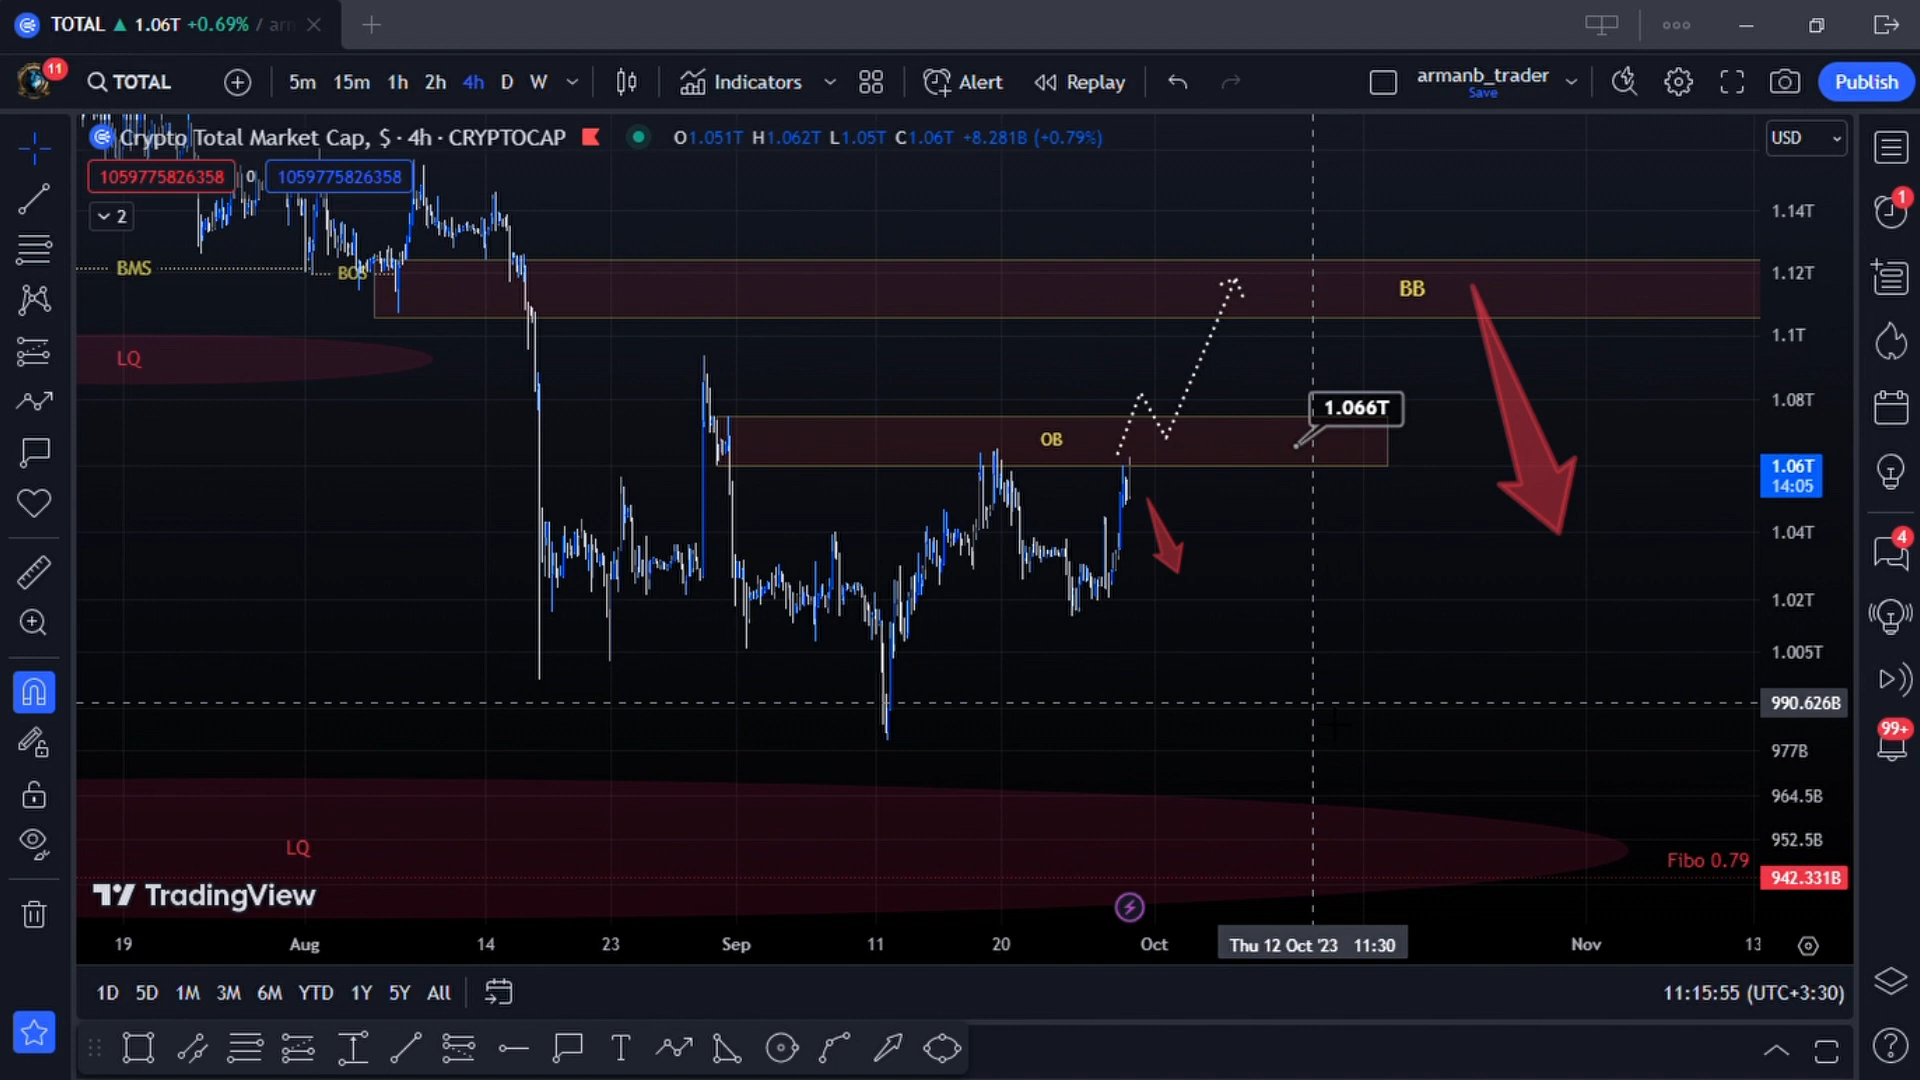 TOTAL ▲ 1.06T +0.69% / ar
11 TOTAL 5m 15m 1h 2h 4h D W Indicators Alert Replay armanb_trader Save Publish
Crypto Total Market Cap, $ · 4h · CRYPTOCAP O1.051T H1.062T L1.05T C1.06T +8.281B (+0.79%)
USD
1059775826358 0 1059775826358
2
1
1.14T
BMS
BOS
1.12T
BB
1.1T
LQ
1.08T
1.066T
OB
1.06T
14:05
1.04T
4
1.02T
1.005T
990.626B
99+
977B
964.5B
952.5B
LQ
Fibo 0.79
942.331B
TradingView
19 Aug 14 23 Sep 11 20 Oct Thu 12 Oct '23 11:30 Nov 13
1D 5D 1M 3M 6M YTD 1Y 5Y All 11:15:55 (UTC+3:30)